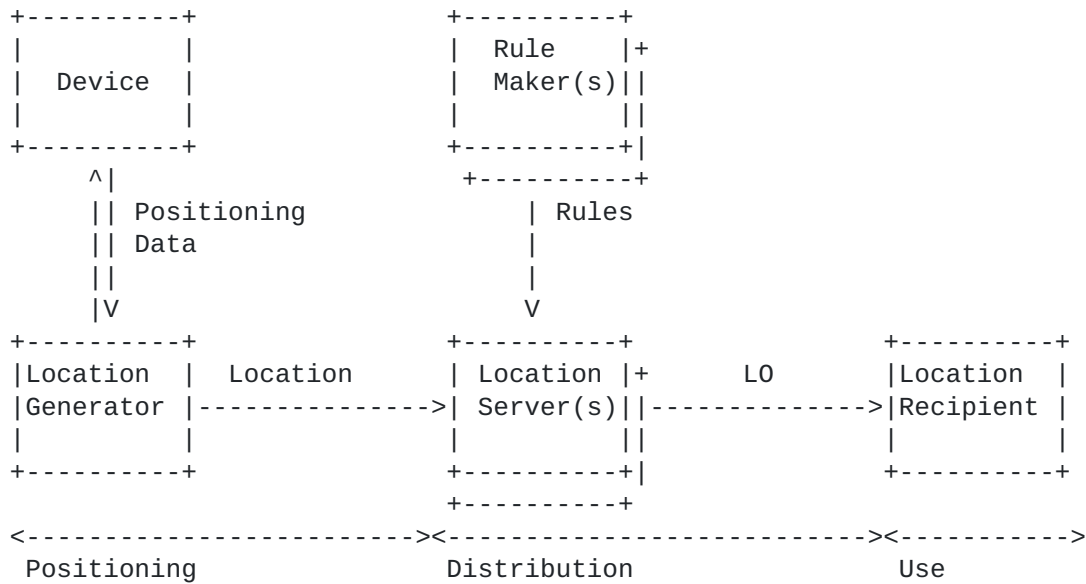 Rule
Device Maker(s)
Positioning Rules
Data
Location Location Location LO Location
Generator Server(s) Recipient
Positioning Distribution Use